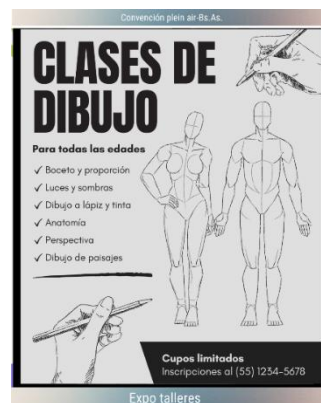 Convención plein air-Bs.As.
CLASES DE
DIBUJO
Para todas las edades
✓ Boceto y proporción
✓ Luces y sombras
✓ Dibujo a lápiz y tinta
✓ Anatomía
✓ Perspectiva
✓ Dibujo de paisajes
Cupos limitados
Inscripciones al (55) 1234-5678
Expo talleres